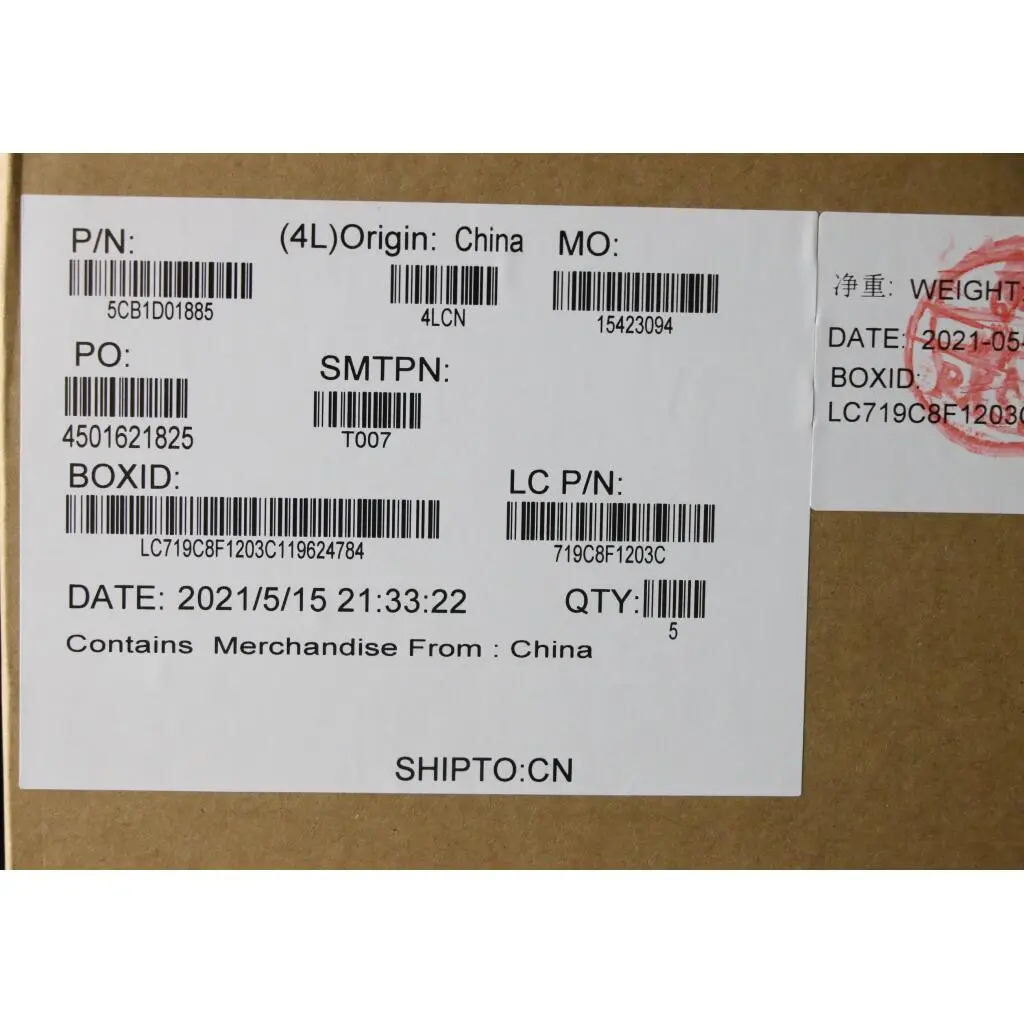 P/N:
5CB1D01885
(4L)Origin: China
4LCN
MO:
15423094
PO:
4501621825
SMTPN:
T007
BOXID:
LC719C8F1203C119624784
LC P/N:
719C8F1203C
DATE: 2021/5/15 21:33:22
QTY:
5
Contains Merchandise From : China
SHIPTO:CN
净重: WEIGHT
DATE: 2021-05-
BOXID:
LC719C8F1203C